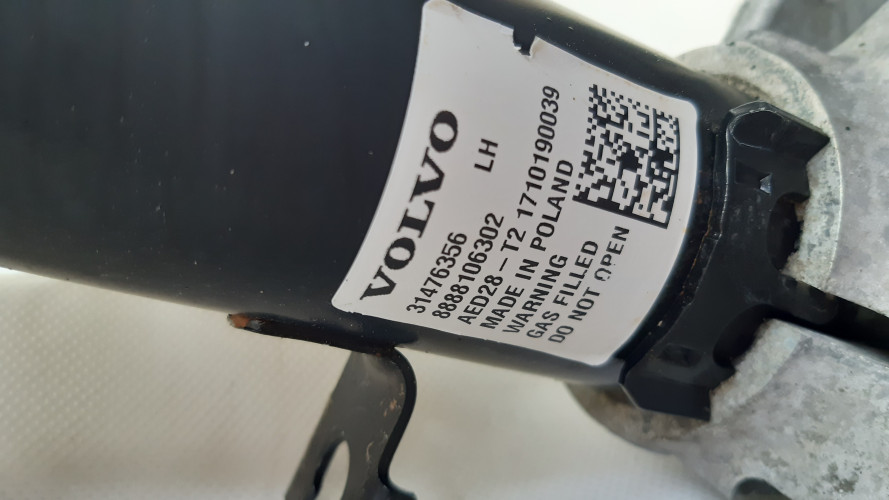 VOLVO
LH
31476356
8888106302
AED28-T2 1710190039
MADE IN POLAND
WARNING
GAS FILLED
DO NOT OPEN